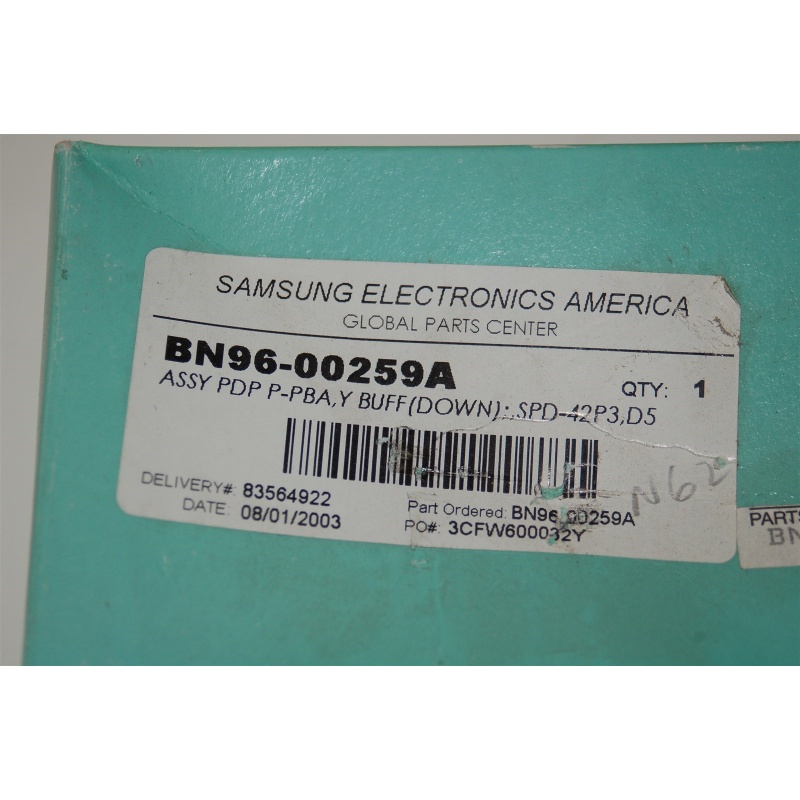 SAMSUNG ELECTRONICS AMERICA
GLOBAL PARTS CENTER
BN96-00259A
QTY: 1
ASSY PDP P-PBA,Y BUFF(DOWN);,SPD-42P3,D5
N62
DELIVERY#: 83564922
Part Ordered: BN96-00259A
DATE: 08/01/2003
PO#: 3CFW600032Y
PARTS
BN